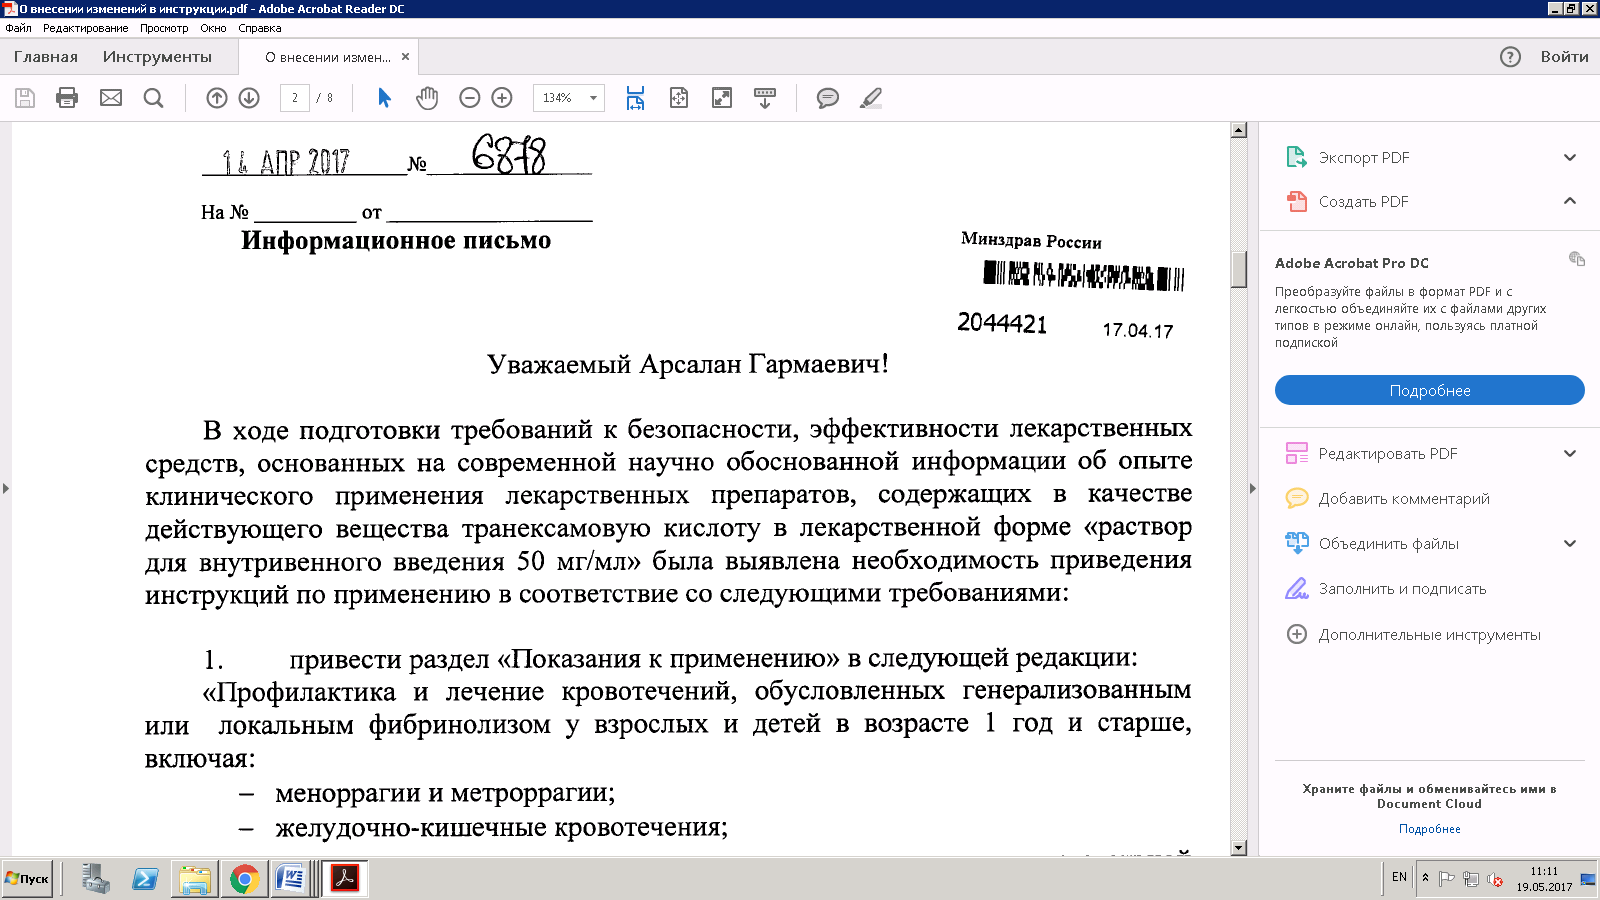 О внесении изменений в инструкции.pdf - Adobe Acrobat Reader DC
Файл Редактирование Просмотр Окно Справка
Главная Инструменты О внесении измен... Войти
2 / 8 134%
14 АПР 2017 № 6878
На № от
Информационное письмо
Минздрав России
2044421 17.04.17
Уважаемый Арсалан Гармаевич!
В ходе подготовки требований к безопасности, эффективности лекарственных
средств, основанных на современной научно обоснованной информации об опыте
клинического применения лекарственных препаратов, содержащих в качестве
действующего вещества транексамовую кислоту в лекарственной форме «раствор
для внутривенного введения 50 мг/мл» была выявлена необходимость приведения
инструкций по применению в соответствие со следующими требованиями:
1. привести раздел «Показания к применению» в следующей редакции:
«Профилактика и лечение кровотечений, обусловленных генерализованным
или локальным фибринолизом у взрослых и детей в возрасте 1 год и старше,
включая:
– меноррагии и метроррагии;
– желудочно-кишечные кровотечения;
Экспорт PDF
Создать PDF
Adobe Acrobat Pro DC
Преобразуйте файлы в формат PDF и с
легкостью объединяйте их с файлами других
типов в режиме онлайн, пользуясь платной
подпиской
Подробнее
Редактировать PDF
Добавить комментарий
Объединить файлы
Заполнить и подписать
Дополнительные инструменты
Храните файлы и обменивайтесь ими в
Document Cloud
Подробнее
Пуск
EN
11:11
19.05.2017